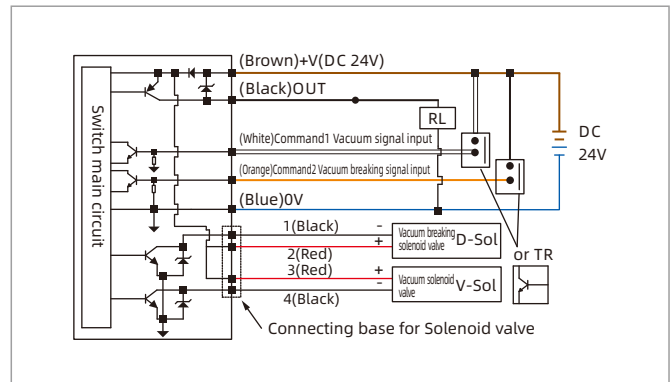 (Brown)+V(DC 24V)
(Black)OUT
RL
(White)Command1 Vacuum signal input
(Orange)Command2 Vacuum breaking signal input
(Blue)0V
DC
24V
Switch main circuit
1(Black)
-
+
2(Red)
Vacuum breaking
solenoid valve
D-Sol
3(Red)
+
-
4(Black)
Vacuum solenoid
valve
V-Sol
or TR
Connecting base for Solenoid valve